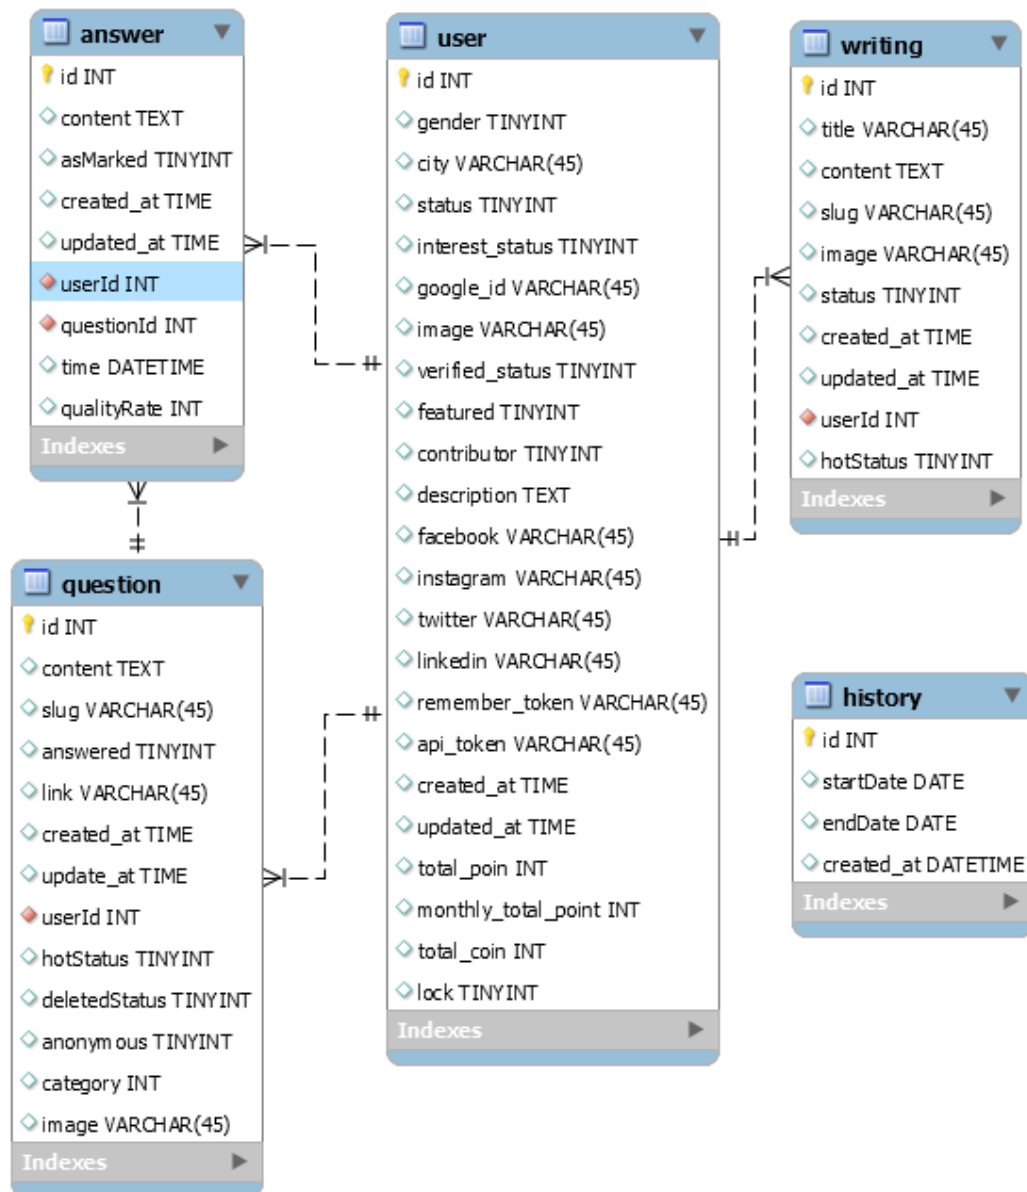 answer
id INT
content TEXT
asMarked TINYINT
created_at TIME
updated_at TIME
userId INT
questionId INT
time DATETIME
qualityRate INT
Indexes
question
id INT
content TEXT
slug VARCHAR(45)
answered TINYINT
link VARCHAR(45)
created_at TIME
update_at TIME
userId INT
hotStatus TINYINT
deletedStatus TINYINT
anonymous TINYINT
category INT
image VARCHAR(45)
Indexes
user
id INT
gender TINYINT
city VARCHAR(45)
status TINYINT
interest_status TINYINT
google_id VARCHAR(45)
image VARCHAR(45)
verified_status TINYINT
featured TINYINT
contributor TINYINT
description TEXT
facebook VARCHAR(45)
instagram VARCHAR(45)
twitter VARCHAR(45)
linkedin VARCHAR(45)
remember_token VARCHAR(45)
api_token VARCHAR(45)
created_at TIME
updated_at TIME
total_poin INT
monthly_total_point INT
total_coin INT
lock TINYINT
Indexes
writing
id INT
title VARCHAR(45)
content TEXT
slug VARCHAR(45)
image VARCHAR(45)
status TINYINT
created_at TIME
updated_at TIME
userId INT
hotStatus TINYINT
Indexes
history
id INT
startDate DATE
endDate DATE
created_at DATETIME
Indexes